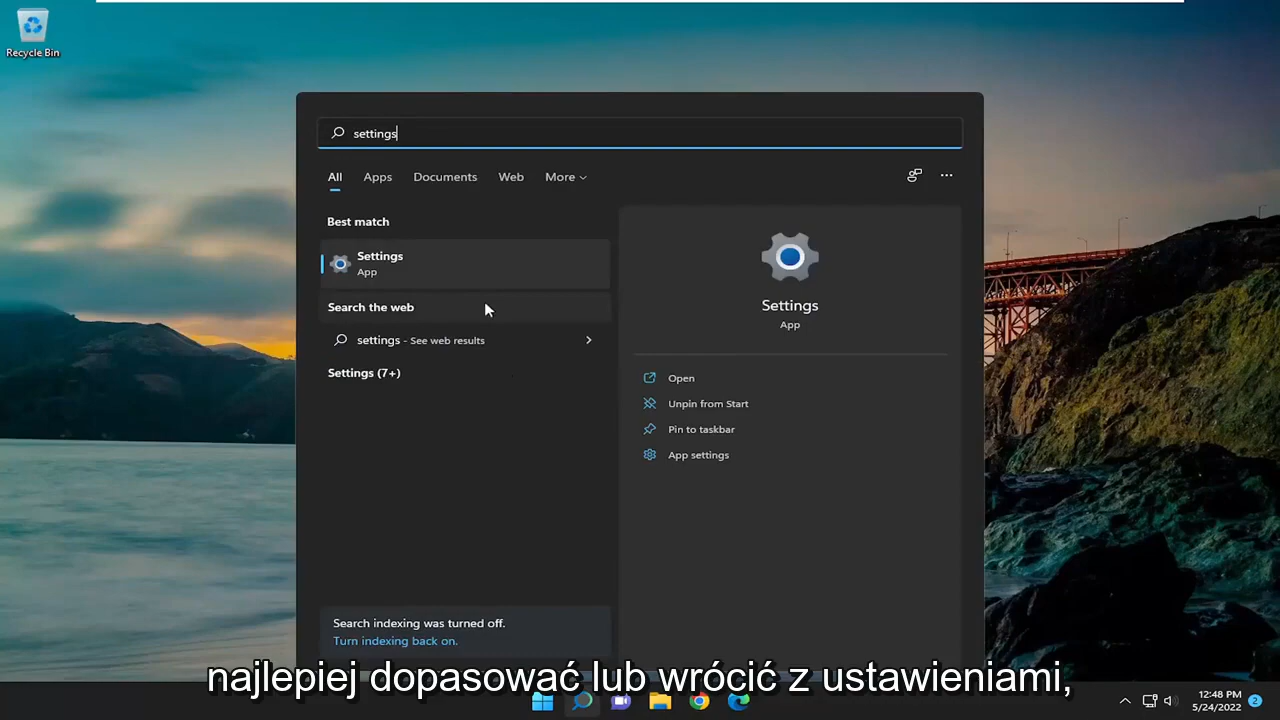 Recycle Bin
settings
All Apps Documents Web More
Best match
Settings
App
Search the web
settings - See web results
Settings (7+)
Settings
App
Open
Unpin from Start
Pin to taskbar
App settings
Search indexing was turned off.
Turn indexing back on.
najlepiej dopasować lub wrócić z ustawieniami,
12:48 PM
5/24/2022
2